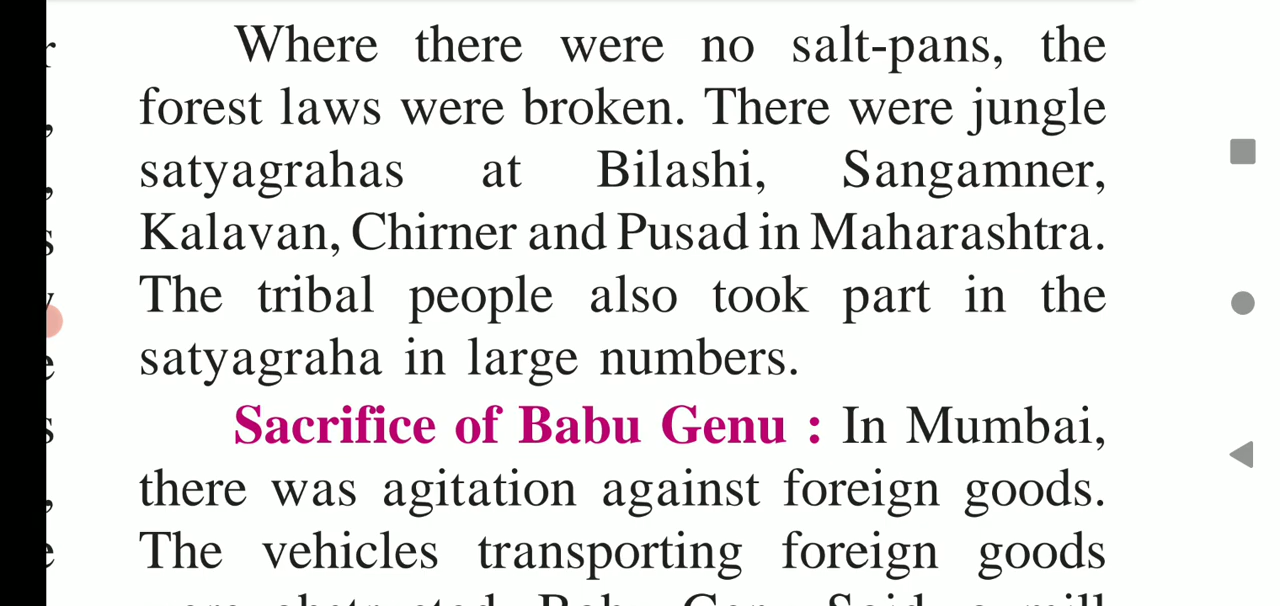 Where there were no salt-pans, the
forest laws were broken. There were jungle
satyagrahas at Bilashi, Sangamner,
Kalavan, Chirner and Pusad in Maharashtra.
The tribal people also took part in the
satyagraha in large numbers.
Sacrifice of Babu Genu : In Mumbai,
there was agitation against foreign goods.
The vehicles transporting foreign goods